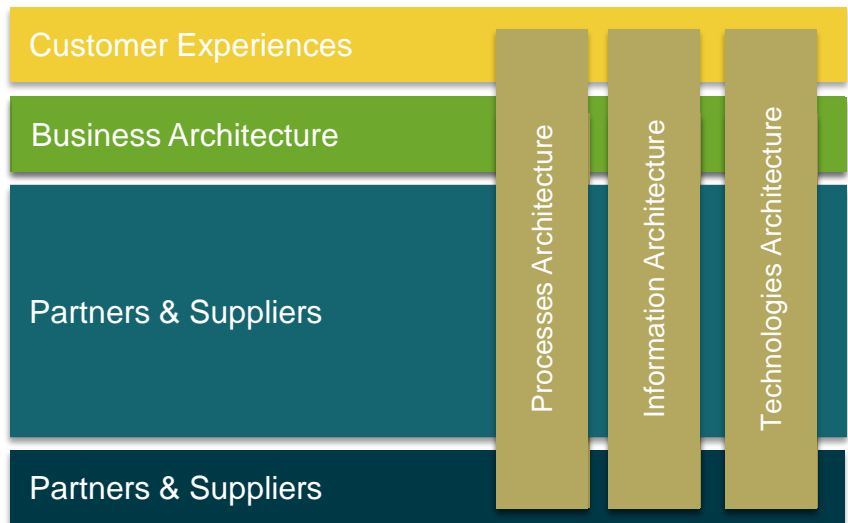 Customer Experiences
Business Architecture
Partners & Suppliers
Partners & Suppliers
Processes Architecture
Information Architecture
Technologies Architecture